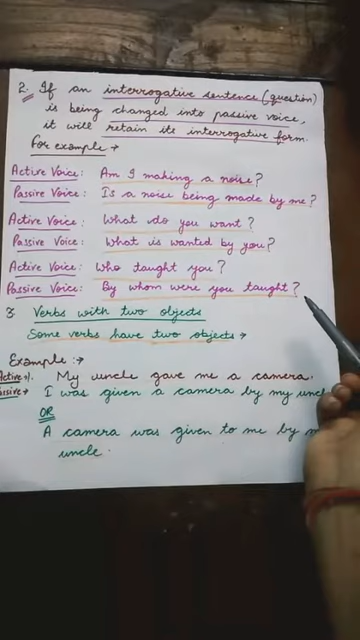 2. If an interrogative sentence (question)
is being changed into passive voice,
it will retain its interrogative form.
For example →
Active Voice: Am I making a noise?
Passive Voice: Is a noise being made by me?
Active Voice: What do you want?
Passive Voice: What is wanted by you?
Active Voice: Who taught you?
Passive Voice: By whom were you taught?
3. Verbs with two objects
Some verbs have two objects →
Example :→
Active → My uncle gave me a camera.
Passive → I was given a camera by my uncle
OR
A camera was given to me by
uncle.